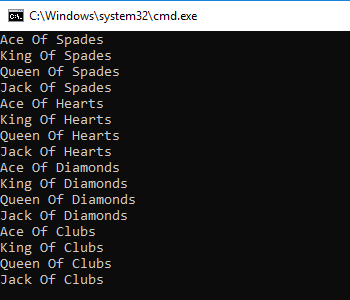 C:\Windows\system32\cmd.exe
Ace Of Spades
King Of Spades
Queen Of Spades
Jack Of Spades
Ace Of Hearts
King Of Hearts
Queen Of Hearts
Jack Of Hearts
Ace Of Diamonds
King Of Diamonds
Queen Of Diamonds
Jack Of Diamonds
Ace Of Clubs
King Of Clubs
Queen Of Clubs
Jack Of Clubs